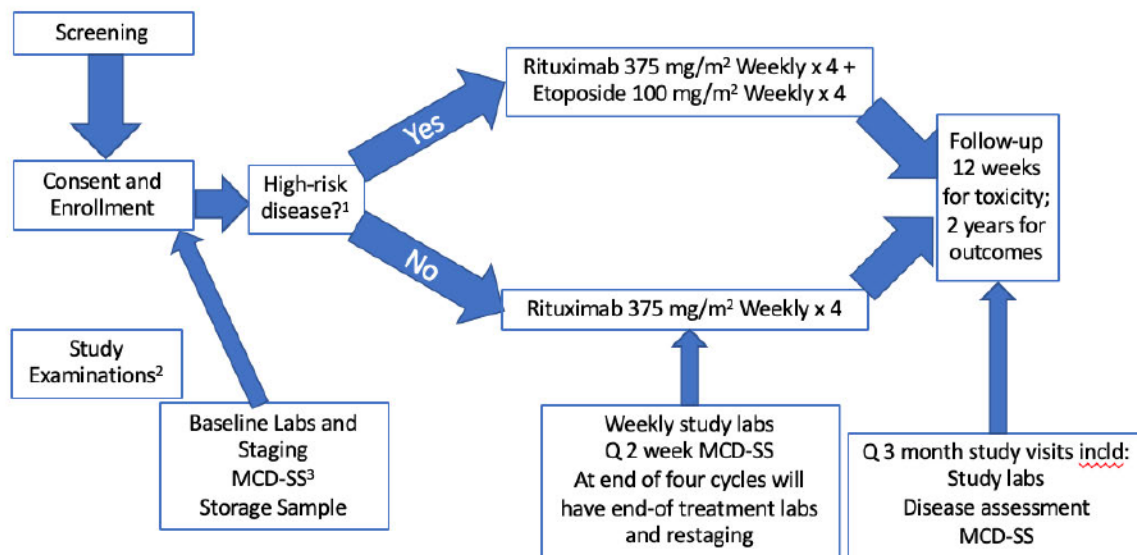 Screening
Consent and
Enrollment
High-risk
disease?¹
Yes
No
Rituximab 375 mg/m² Weekly x 4 +
Etoposide 100 mg/m² Weekly x 4
Rituximab 375 mg/m² Weekly x 4
Follow-up
12 weeks
for toxicity;
2 years for
outcomes
Study
Examinations²
Baseline Labs and
Staging
MCD-SS³
Storage Sample
Weekly study labs
Q 2 week MCD-SS
At end of four cycles will
have end-of treatment labs
and restaging
Q 3 month study visits incld:
Study labs
Disease assessment
MCD-SS